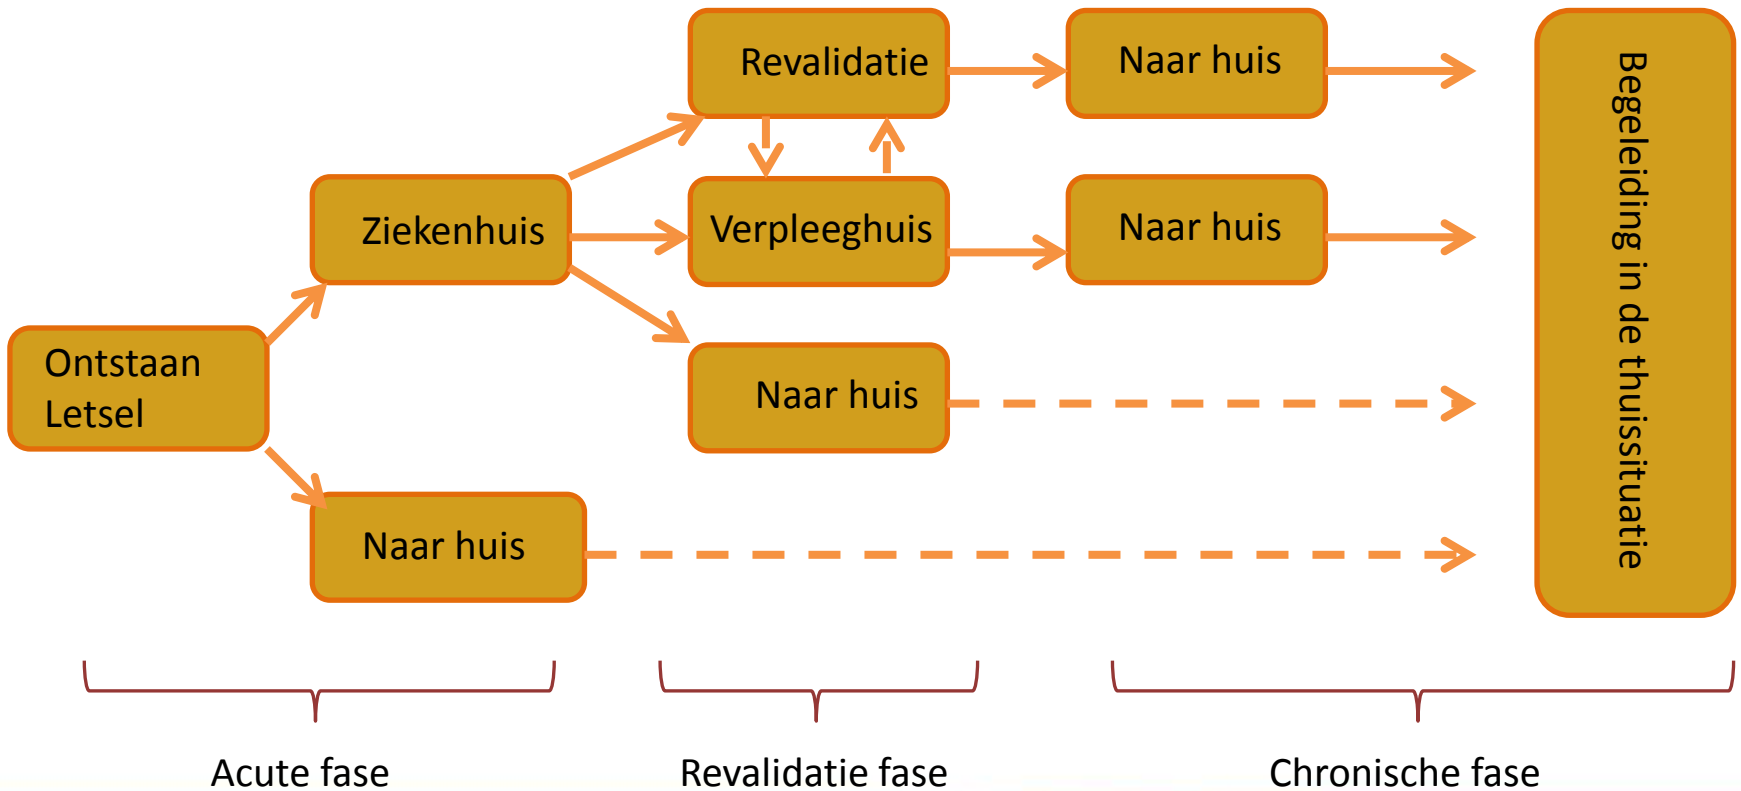 Revalidatie
Naar huis
Ziekenhuis
Verpleeghuis
Naar huis
Ontstaan
Letsel
Naar huis
Naar huis
Begeleiding in de thuissituatie
Acute fase
Revalidatie fase
Chronische fase